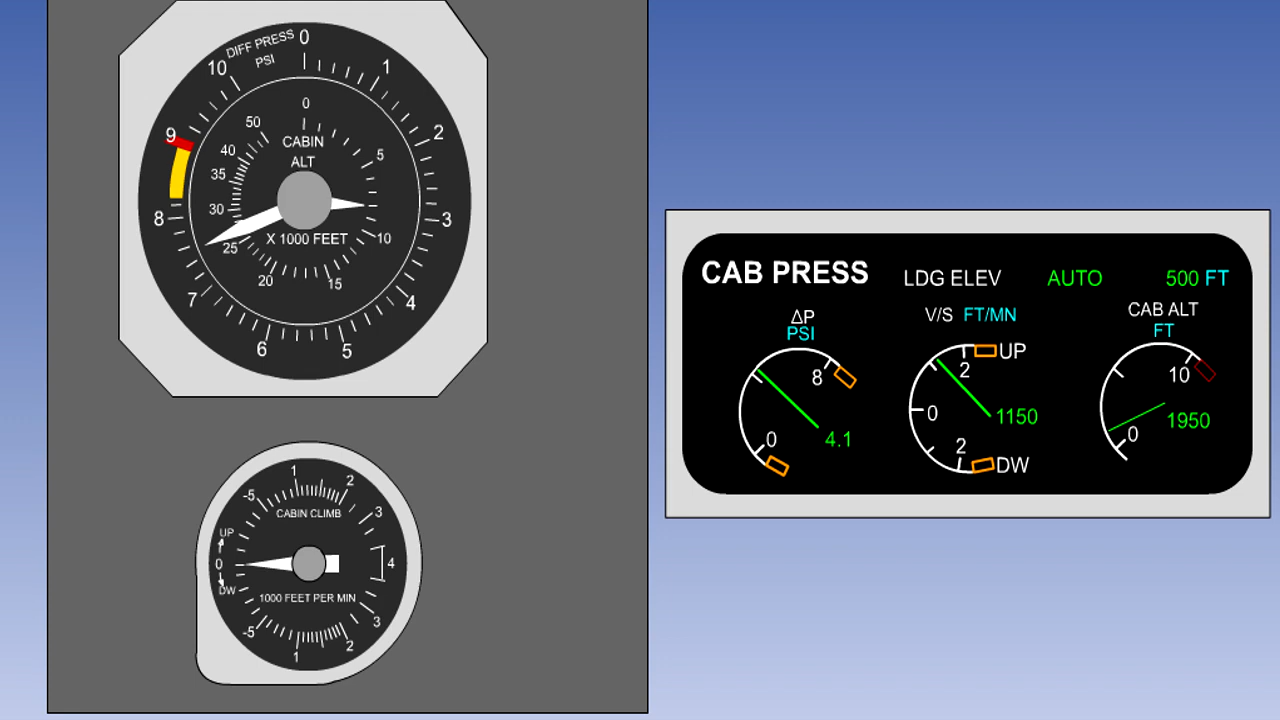 DIFF PRESS
PSI
0
1
2
3
4
5
6
7
8
9
10
0
5
10
15
20
25
30
35
40
50
CABIN
ALT
X 1000 FEET
1
2
3
4
3
2
1
-5
-5
0
UP
DW
CABIN CLIMB
1000 FEET PER MIN
CAB PRESS
LDG ELEV AUTO 500 FT
ΔP
PSI
8
0
4.1
V/S FT/MN
UP
2
0
1150
2
DW
CAB ALT
FT
10
0
1950